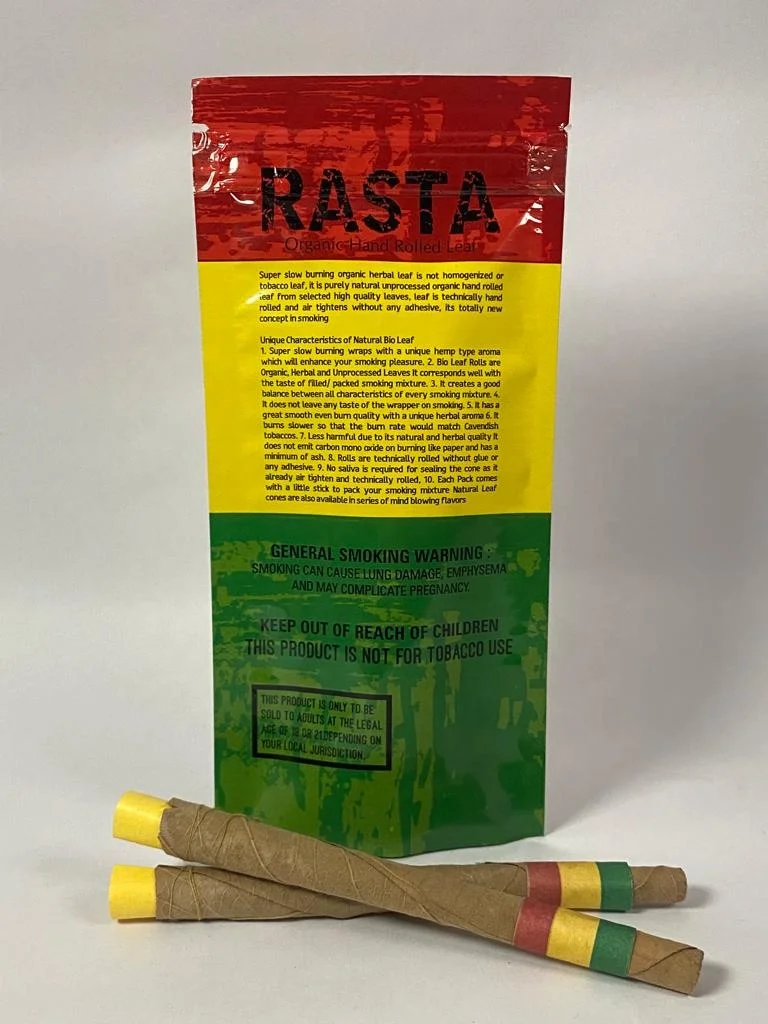 RASTA
Organic Hand Rolled Leaf
Super slow burning organic herbal leaf is not homogenized or
tobacco leaf, it is purely natural unprocessed organic hand rolled
leaf from selected high quality leaves, leaf is technically hand
rolled and air tightens without any adhesive, its totally new
concept in smoking
Unique Characteristics of Natural Bio Leaf
1. Super slow burning wraps with a unique hemp type aroma
which will enhance your smoking pleasure. 2. Bio Leaf Rolls are
Organic, Herbal and Unprocessed Leaves It corresponds well with
the taste of filled/ packed smoking mixture. 3. It creates a good
balance between all characteristics of every smoking mixture. 4.
It does not leave any taste of the wrapper on smoking. 5. It has a
great smooth even burn quality with a unique herbal aroma 6. It
burns slower so that the burn rate would match Cavendish
tobaccos. 7. Less harmful due to its natural and herbal quality It
does not emit carbon mono oxide on burning like paper and has a
minimum of ash. 8. Rolls are technically rolled without glue or
any adhesive. 9. No saliva is required for sealing the cone as it
already air tighten and technically rolled, 10. Each Pack comes
with a little stick to pack your smoking mixture Natural Leaf
cones are also available in series of mind blowing flavors
GENERAL SMOKING WARNING :
SMOKING CAN CAUSE LUNG DAMAGE, EMPHYSEMA
AND MAY COMPLICATE PREGNANCY.
KEEP OUT OF REACH OF CHILDREN
THIS PRODUCT IS NOT FOR TOBACCO USE
THIS PRODUCT IS ONLY TO BE
SOLD TO ADULTS AT THE LEGAL
AGE OF 18 OR 21DEPENDING ON
YOUR LOCAL JURISDICTION.